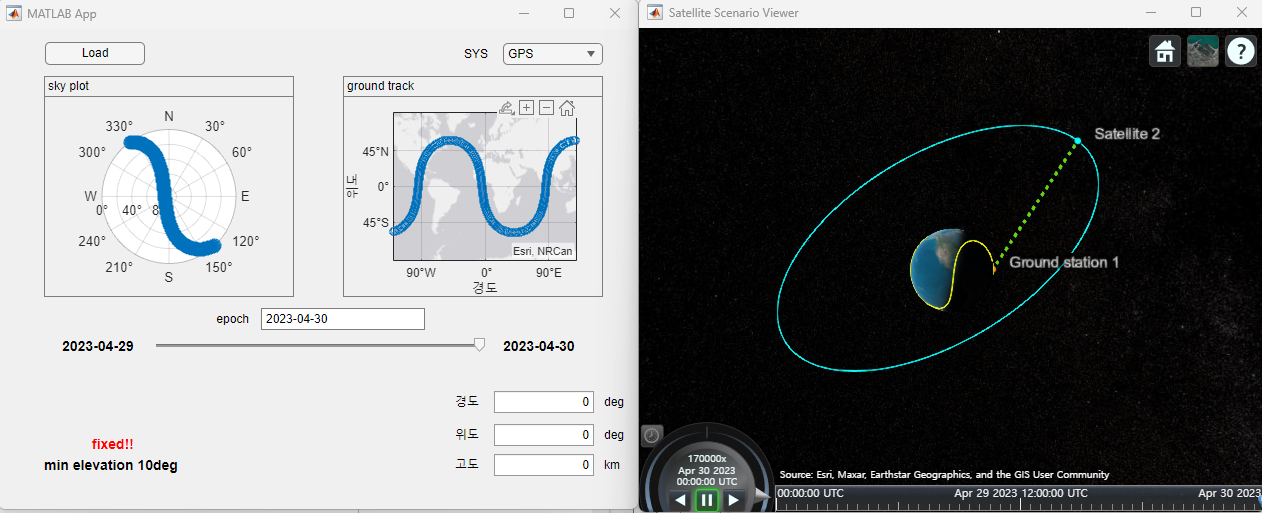 MATLAB App
Load
SYS
GPS
sky plot
N
330°
30°
300°
60°
W
E
0°
40°
8
240°
120°
210°
150°
S
ground track
45°N
0°
45°S
위도
Esri, NRCan
90°W
0°
90°E
경도
epoch
2023-04-30
2023-04-29
2023-04-30
경도
0
deg
위도
0
deg
고도
0
km
fixed!!
min elevation 10deg
Satellite Scenario Viewer
?
Satellite 2
Ground station 1
170000x
Apr 30 2023
00:00:00 UTC
Source: Esri, Maxar, Earthstar Geographics, and the GIS User Community
00:00:00 UTC
Apr 29 2023 12:00:00 UTC
Apr 30 2023